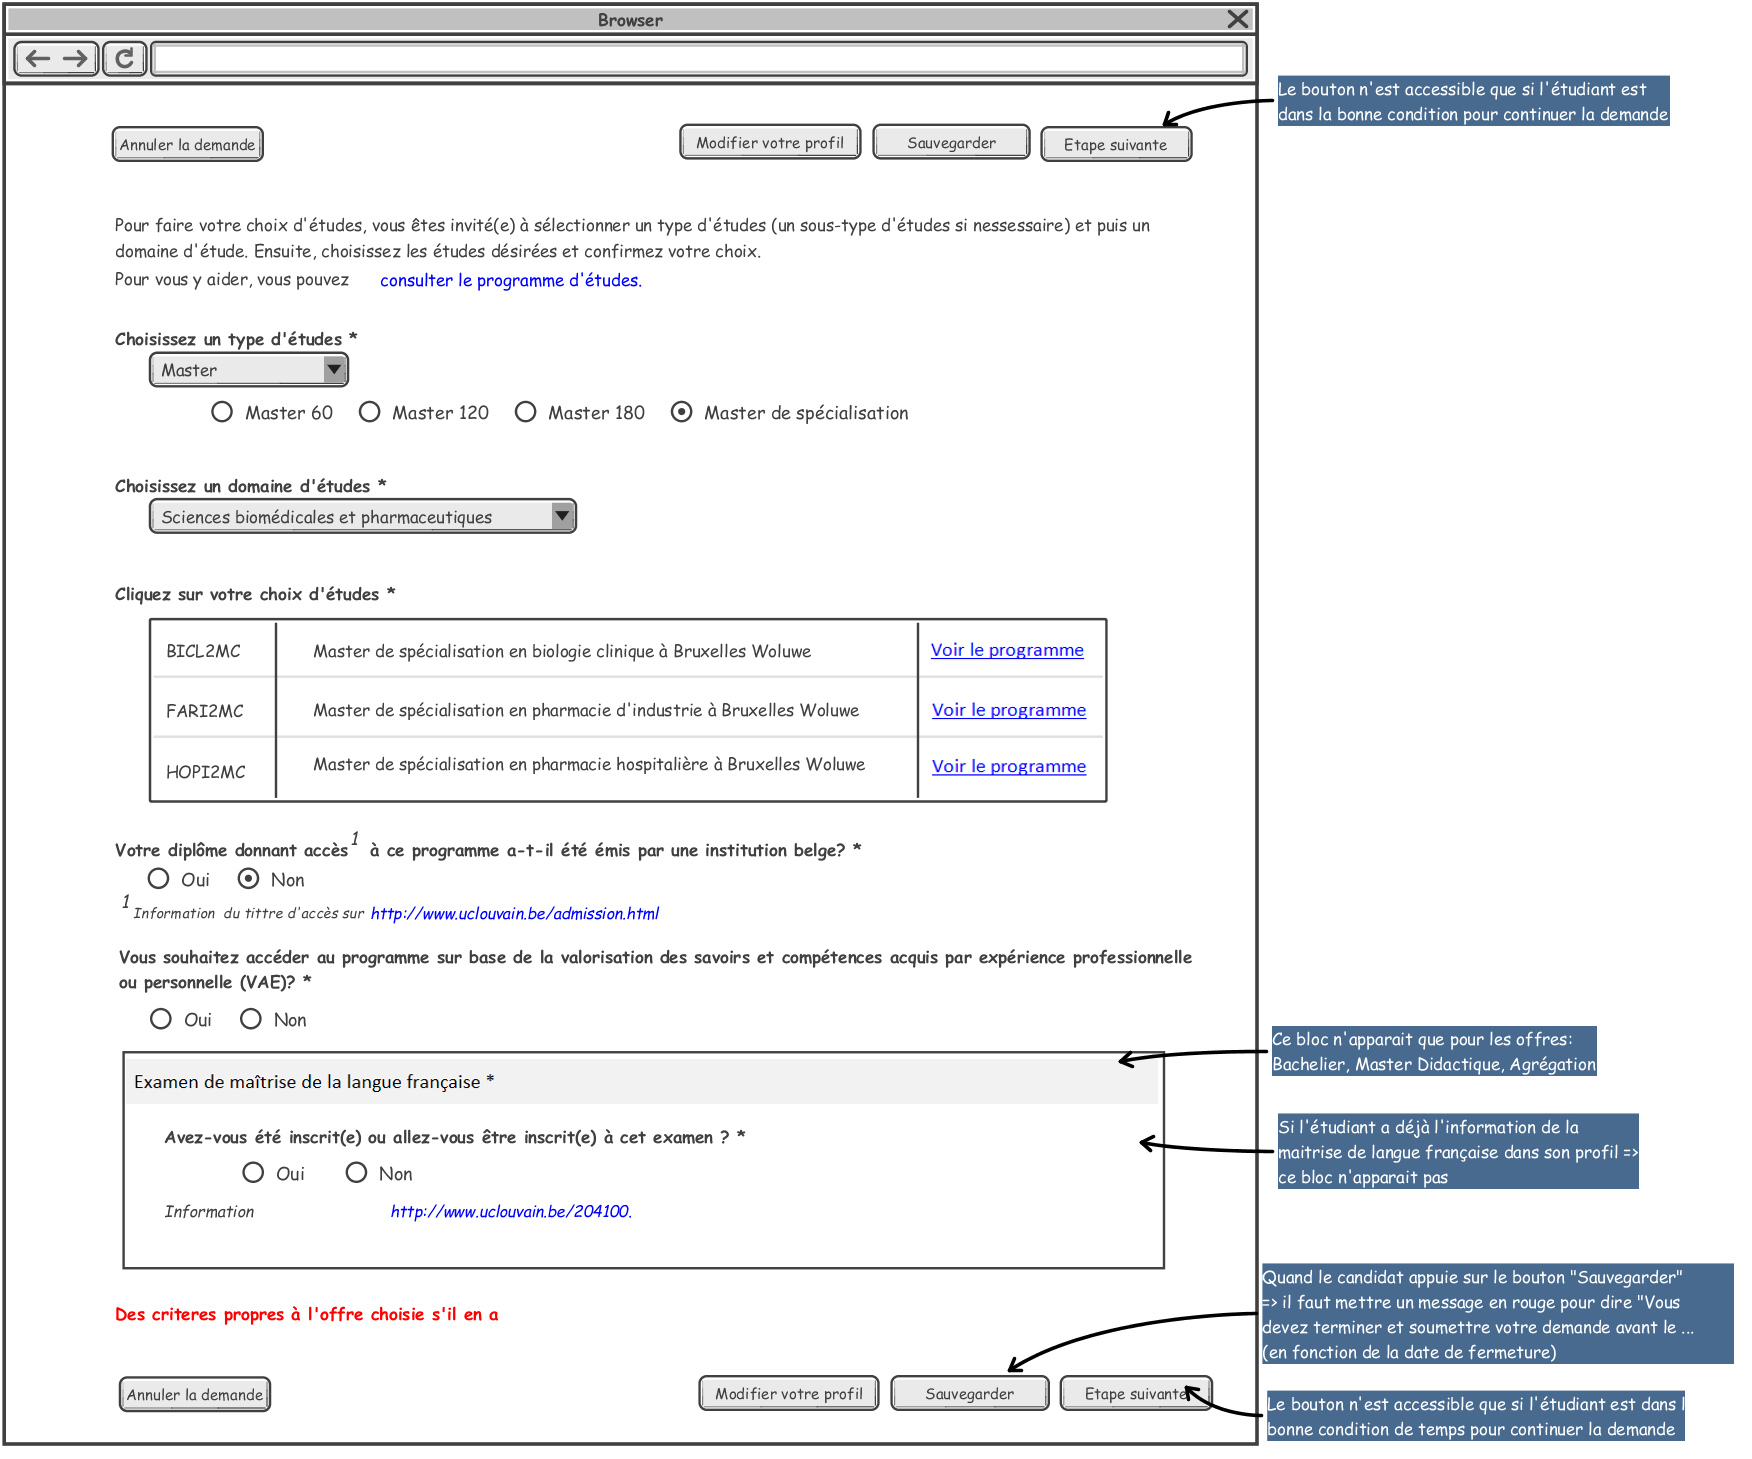 Browser
Le bouton n'est accessible que si l'étudiant est
dans la bonne condition pour continuer la demande
Annuler la demande
Modifier votre profil
Sauvegarder
Etape suivante
Pour faire votre choix d'études, vous êtes invité(e) à sélectionner un type d'études (un sous-type d'études si nessessaire) et puis un
domaine d'étude. Ensuite, choisissez les études désirées et confirmez votre choix.
Pour vous y aider, vous pouvez consulter le programme d'études.
Choisissez un type d'études *
Master
Master 60 Master 120 Master 180 Master de spécialisation
Choisissez un domaine d'études *
Sciences biomédicales et pharmaceutiques
Cliquez sur votre choix d'études *
BICL2MC Master de spécialisation en biologie clinique à Bruxelles Woluwe Voir le programme
FARI2MC Master de spécialisation en pharmacie d'industrie à Bruxelles Woluwe Voir le programme
HOPI2MC Master de spécialisation en pharmacie hospitalière à Bruxelles Woluwe Voir le programme
Votre diplôme donnant accès 1 à ce programme a-t-il été émis par une institution belge? *
Oui Non
1 Information du tittre d'accès sur http://www.uclouvain.be/admission.html
Vous souhaitez accéder au programme sur base de la valorisation des savoirs et compétences acquis par expérience professionnelle
ou personnelle (VAE)? *
Oui Non
Ce bloc n'apparait que pour les offres:
Bachelier, Master Didactique, Agrégation
Examen de maîtrise de la langue française *
Avez-vous été inscrit(e) ou allez-vous être inscrit(e) à cet examen ? *
Oui Non
Information http://www.uclouvain.be/204100.
Si l'étudiant a déjà l'information de la
maitrise de langue française dans son profil =>
ce bloc n'apparait pas
Des criteres propres à l'offre choisie s'il en a
Quand le candidat appuie sur le bouton "Sauvegarder"
=> il faut mettre un message en rouge pour dire "Vous
devez terminer et soumettre votre demande avant le ...
(en fonction de la date de fermeture)
Annuler la demande
Modifier votre profil
Sauvegarder
Etape suivante
Le bouton n'est accessible que si l'étudiant est dans l
bonne condition de temps pour continuer la demande